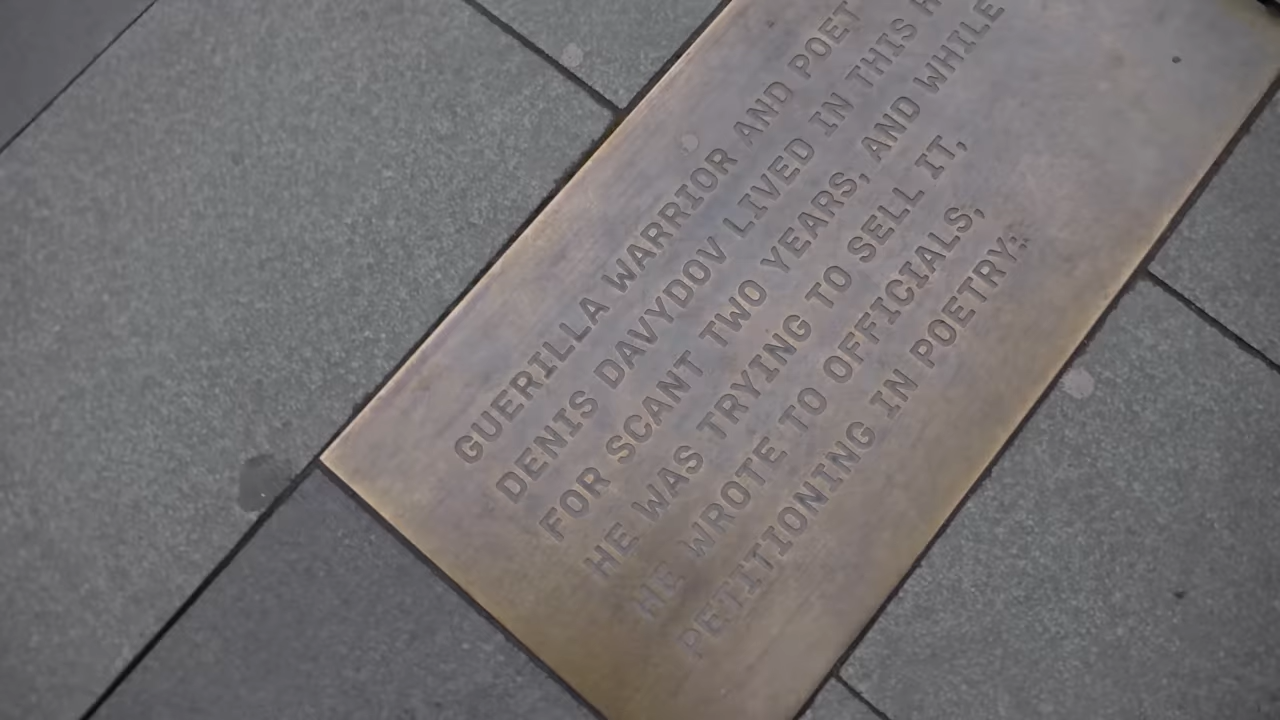 GUERILLA WARRIOR AND POET
DENIS DAVYDOV LIVED IN THIS
FOR SCANT TWO YEARS, AND WHILE
HE WAS TRYING TO SELL IT,
HE WROTE TO OFFICIALS,
PETITIONING IN POETRY: